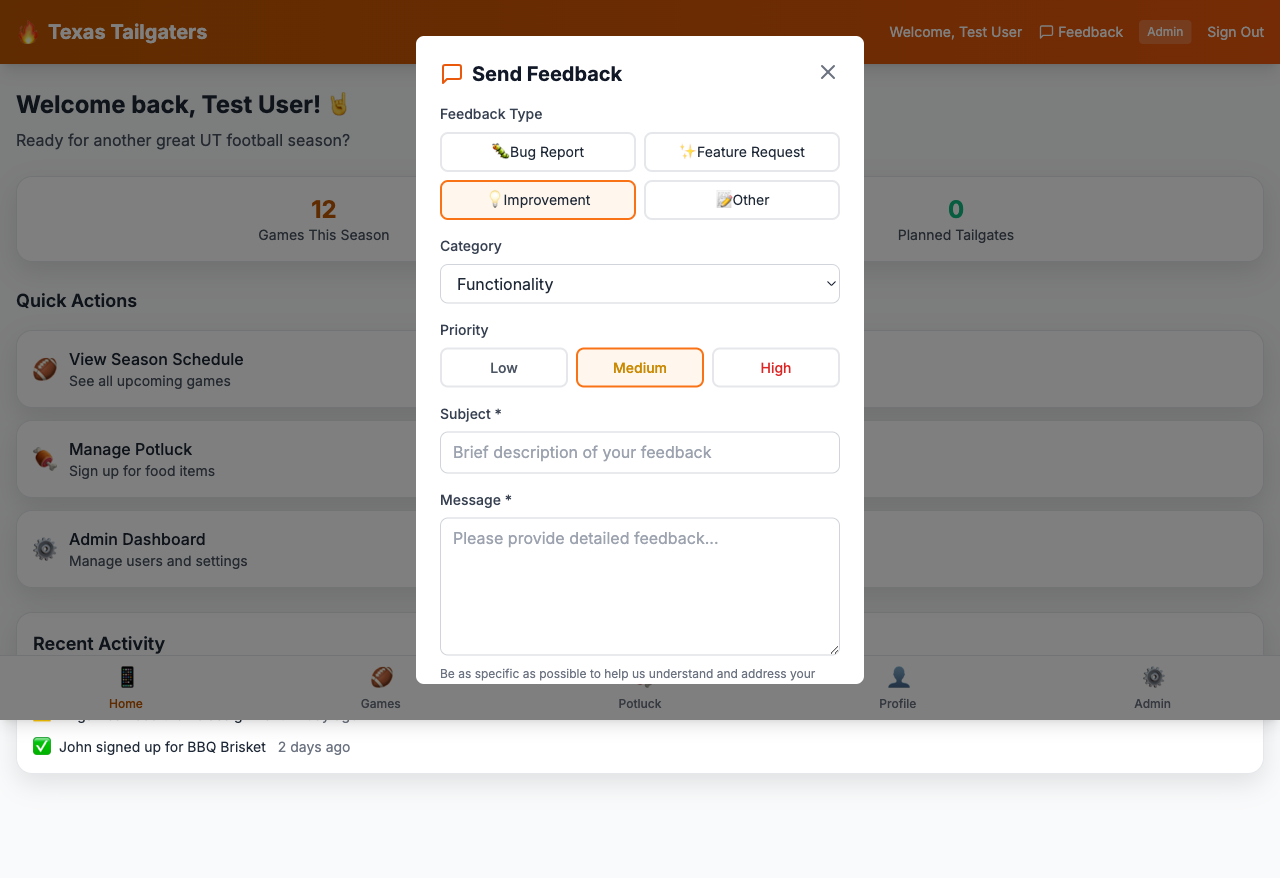 Texas Tailgaters
Welcome, Test User
Feedback
Admin
Sign Out
Welcome back, Test User!
Ready for another great UT football season?
12
Games This Season
0
Planned Tailgates
Quick Actions
View Season Schedule
See all upcoming games
Manage Potluck
Sign up for food items
Admin Dashboard
Manage users and settings
Recent Activity
John signed up for BBQ Brisket 2 days ago
Send Feedback
Feedback Type
Bug Report
Feature Request
Improvement
Other
Category
Functionality
Priority
Low
Medium
High
Subject *
Brief description of your feedback
Message *
Please provide detailed feedback...
Be as specific as possible to help us understand and address your
Home
Games
Potluck
Profile
Admin